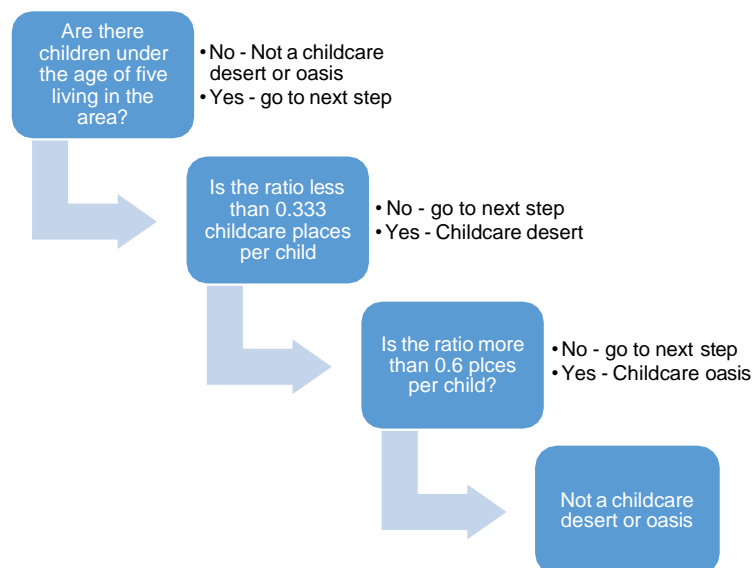 Are there
children under
the age of five
living in the
area?
• No - Not a childcare
desert or oasis
• Yes - go to next step
Is the ratio less
than 0.333
childcare places
per child
• No - go to next step
• Yes - Childcare desert
Is the ratio more
than 0.6 plces
per child?
• No - go to next step
• Yes - Childcare oasis
Not a childcare
desert or oasis